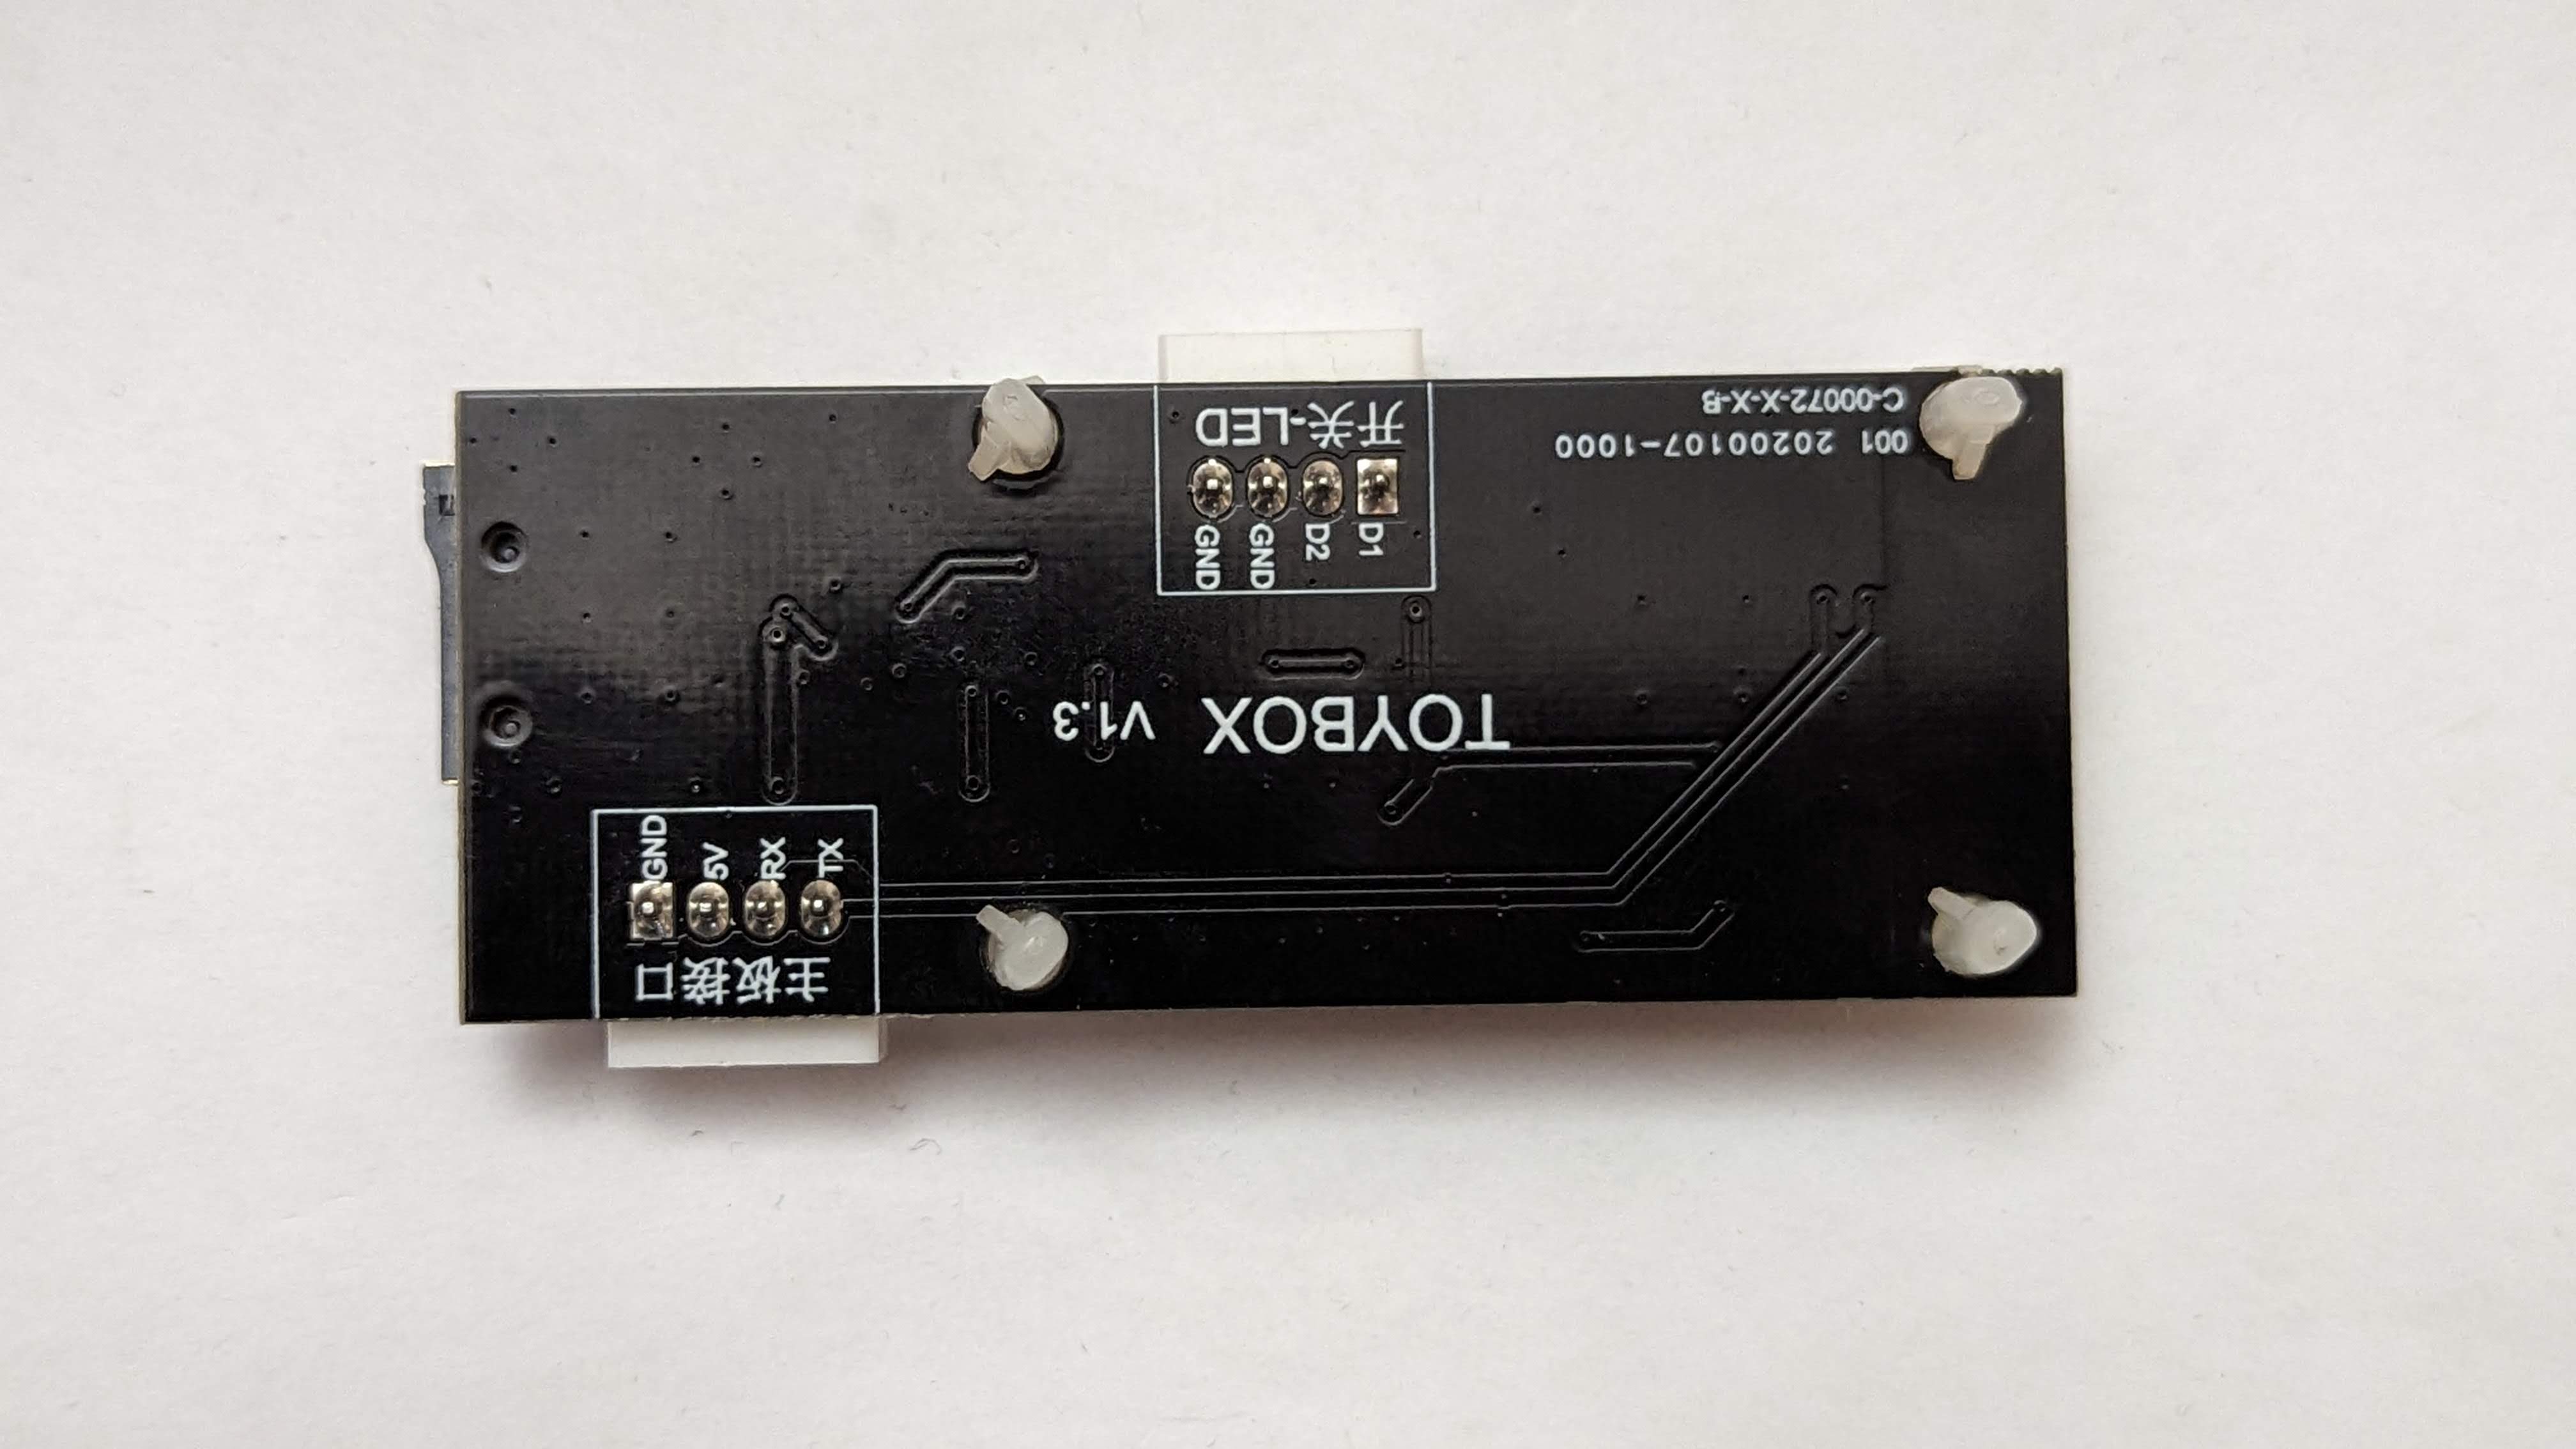 主板接口
TX
RX
5V
GND
TOYBOX V1.3
D1
D2
GND
GND
开关-LED
001 20200107-1000
C-00072-X-X-B